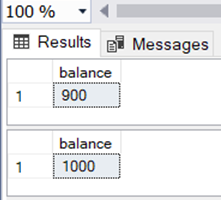 100 %
Results Messages
balance
1 900
balance
1 1000